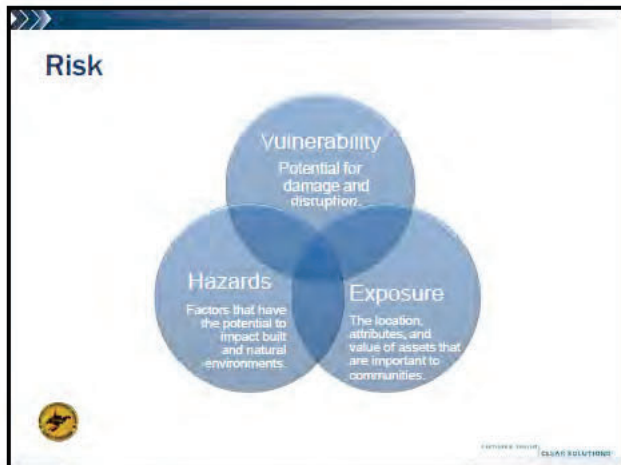 Risk
Vulnerability
Potential for
damage and
disruption.
Hazards
Factors that have
the potential to
impact built
and natural
environments.
Exposure
The location,
attributes, and
value of assets that
are important to
communities.
CLEAR SOLUTIONS